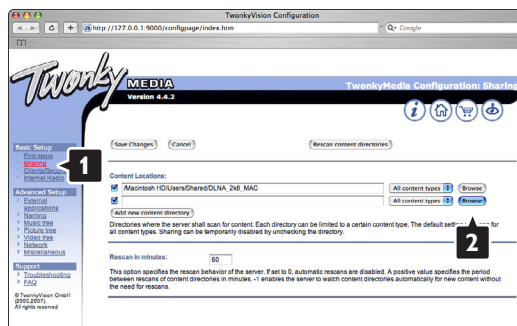 TwonkyVision Configuration
http://127.0.0.1:9000/configpage/index.htm
Google
Twonky MEDIA
Version 4.4.2
TwonkyMedia Configuration: Sharing
Save Changes
Cancel
Rescan content directories
Basic Setup
First steps
Sharing
Clients/Security
Internet Radio
1
Advanced Setup
External applications
Naming
Music tree
Picture tree
Video tree
Network
Miscellaneous
Support
Troubleshooting
FAQ
© TwonkyVision GmbH
(2003,2007).
All rights reserved
Content Locations:
/Macintosh HD/Users/Shared/DLNA_2k8_MAC
All content types
Browse
All content types
Browse
Add new content directory
2
Directories where the server shall scan for content. Each directory can be limited to a certain content type. The default
all content types. Sharing can be temporarily disabled by unchecking the directory.
Rescan in minutes:
60
This option specifies the rescan behavior of the server. If set to 0, automatic rescans are disabled. A positive value specifies the period
between rescans of content directories in minutes. -1 enables the server to watch content directories automatically for new content without
the need for rescans.